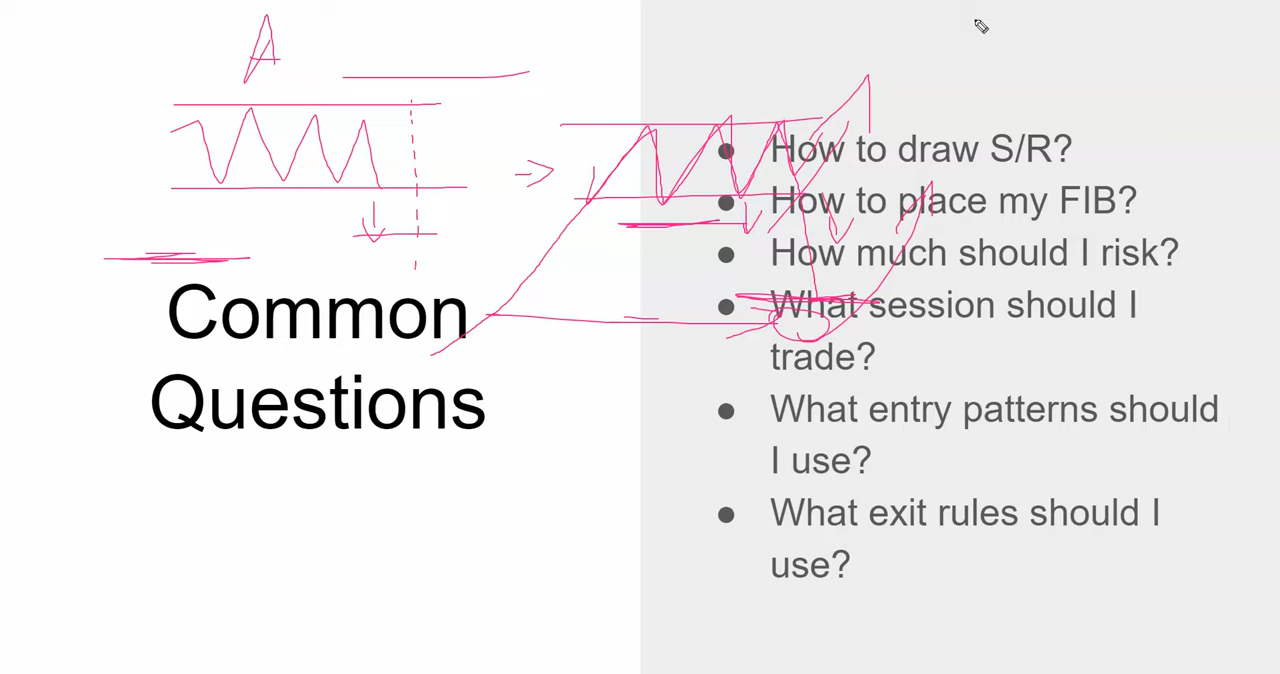 A
Common
Questions
● How to draw S/R?
● How to place my FIB?
● How much should I risk?
● What session should I
trade?
● What entry patterns should
I use?
● What exit rules should I
use?